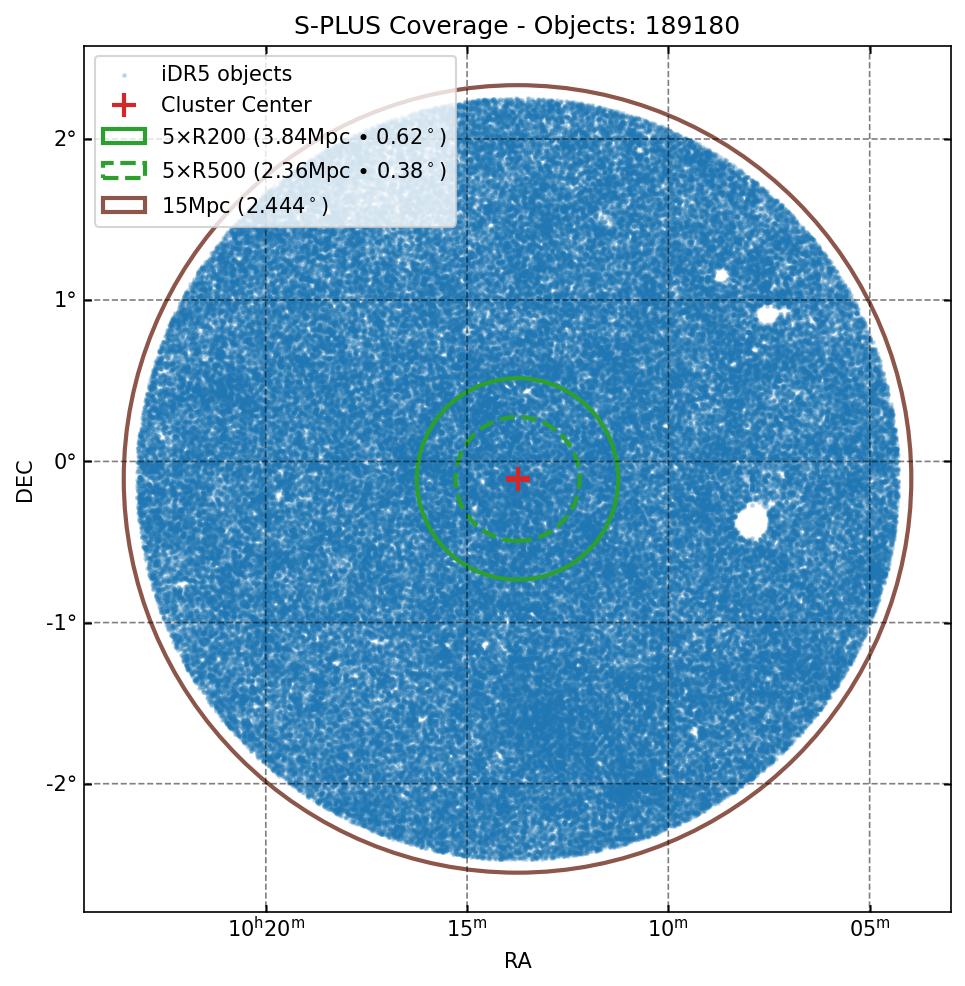 S-PLUS Coverage - Objects: 189180
iDR5 objects
Cluster Center
5×R200 (3.84Mpc • 0.62°)
5×R500 (2.36Mpc • 0.38°)
15Mpc (2.444°)
2°
1°
0°
-1°
-2°
DEC
10ʰ20ᵐ 15ᵐ 10ᵐ 05ᵐ
RA